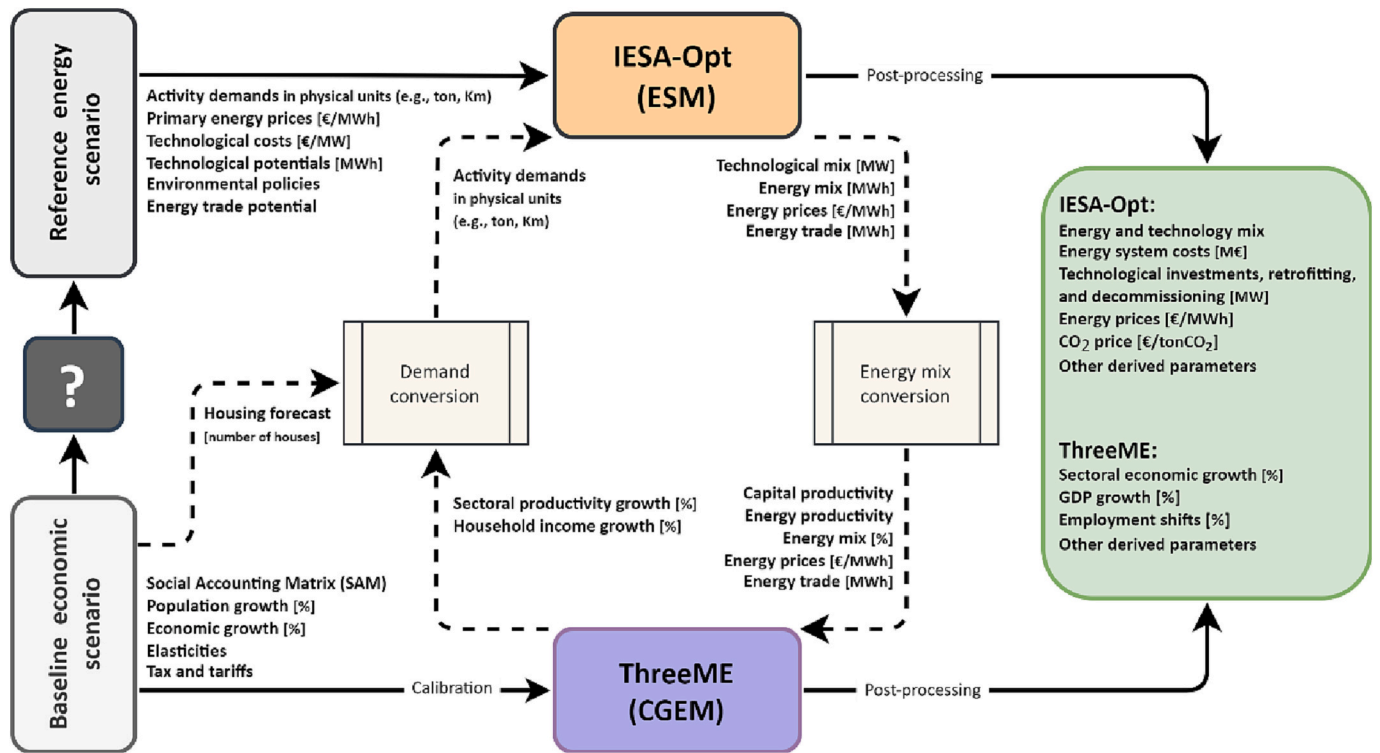 Reference energy
scenario
Activity demands in physical units (e.g., ton, Km)
Primary energy prices [€/MWh]
Technological costs [€/MW]
Technological potentials [MWh]
Environmental policies
Energy trade potential
IESA-Opt
(ESM)
Post-processing
Activity demands
in physical units
(e.g., ton, Km)
Technological mix [MW]
Energy mix [MWh]
Energy prices [€/MWh]
Energy trade [MWh]
?
Housing forecast
[number of houses]
Demand
conversion
Energy mix
conversion
IESA-Opt:
Energy and technology mix
Energy system costs [M€]
Technological investments, retrofitting,
and decommissioning [MW]
Energy prices [€/MWh]
CO₂ price [€/tonCO₂]
Other derived parameters
ThreeME:
Sectoral economic growth [%]
GDP growth [%]
Employment shifts [%]
Other derived parameters
Baseline economic
scenario
Sectoral productivity growth [%]
Household income growth [%]
Capital productivity
Energy productivity
Energy mix [%]
Energy prices [€/MWh]
Energy trade [MWh]
Social Accounting Matrix (SAM)
Population growth [%]
Economic growth [%]
Elasticities
Tax and tariffs
Calibration
ThreeME
(CGEM)
Post-processing